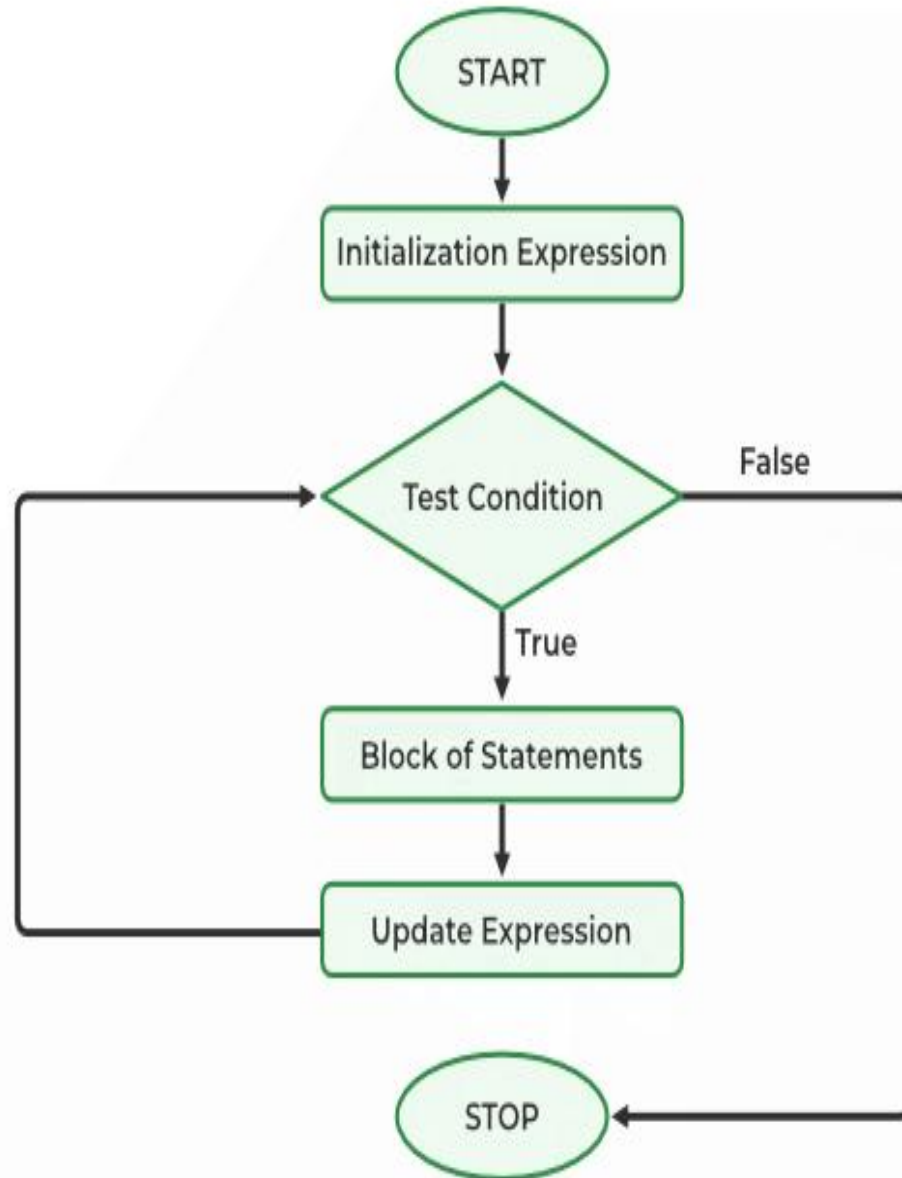 START
Initialization Expression
Test Condition
False
True
Block of Statements
Update Expression
STOP